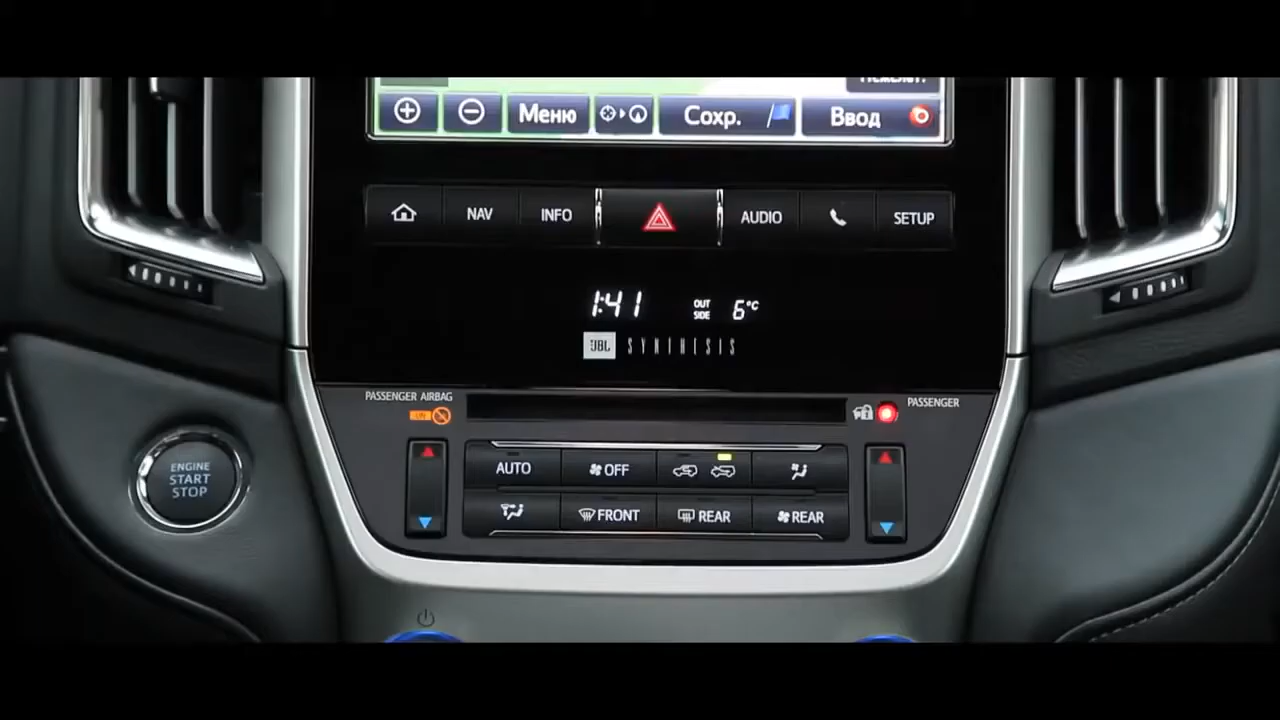 Меню Сохр. Ввод
NAV INFO AUDIO SETUP
1:41 OUT SIDE 6°C
JBL SYNTHESIS
PASSENGER AIRBAG
PASSENGER
ENGINE
START
STOP
AUTO OFF
FRONT REAR REAR